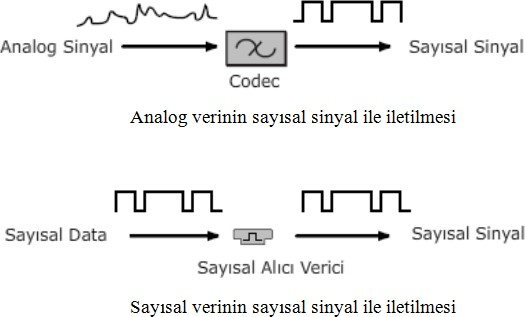 Analog Sinyal
Codec
Sayısal Sinyal
Analog verinin sayısal sinyal ile iletilmesi
Sayısal Data
Sayısal Alıcı Verici
Sayısal Sinyal
Sayısal verinin sayısal sinyal ile iletilmesi